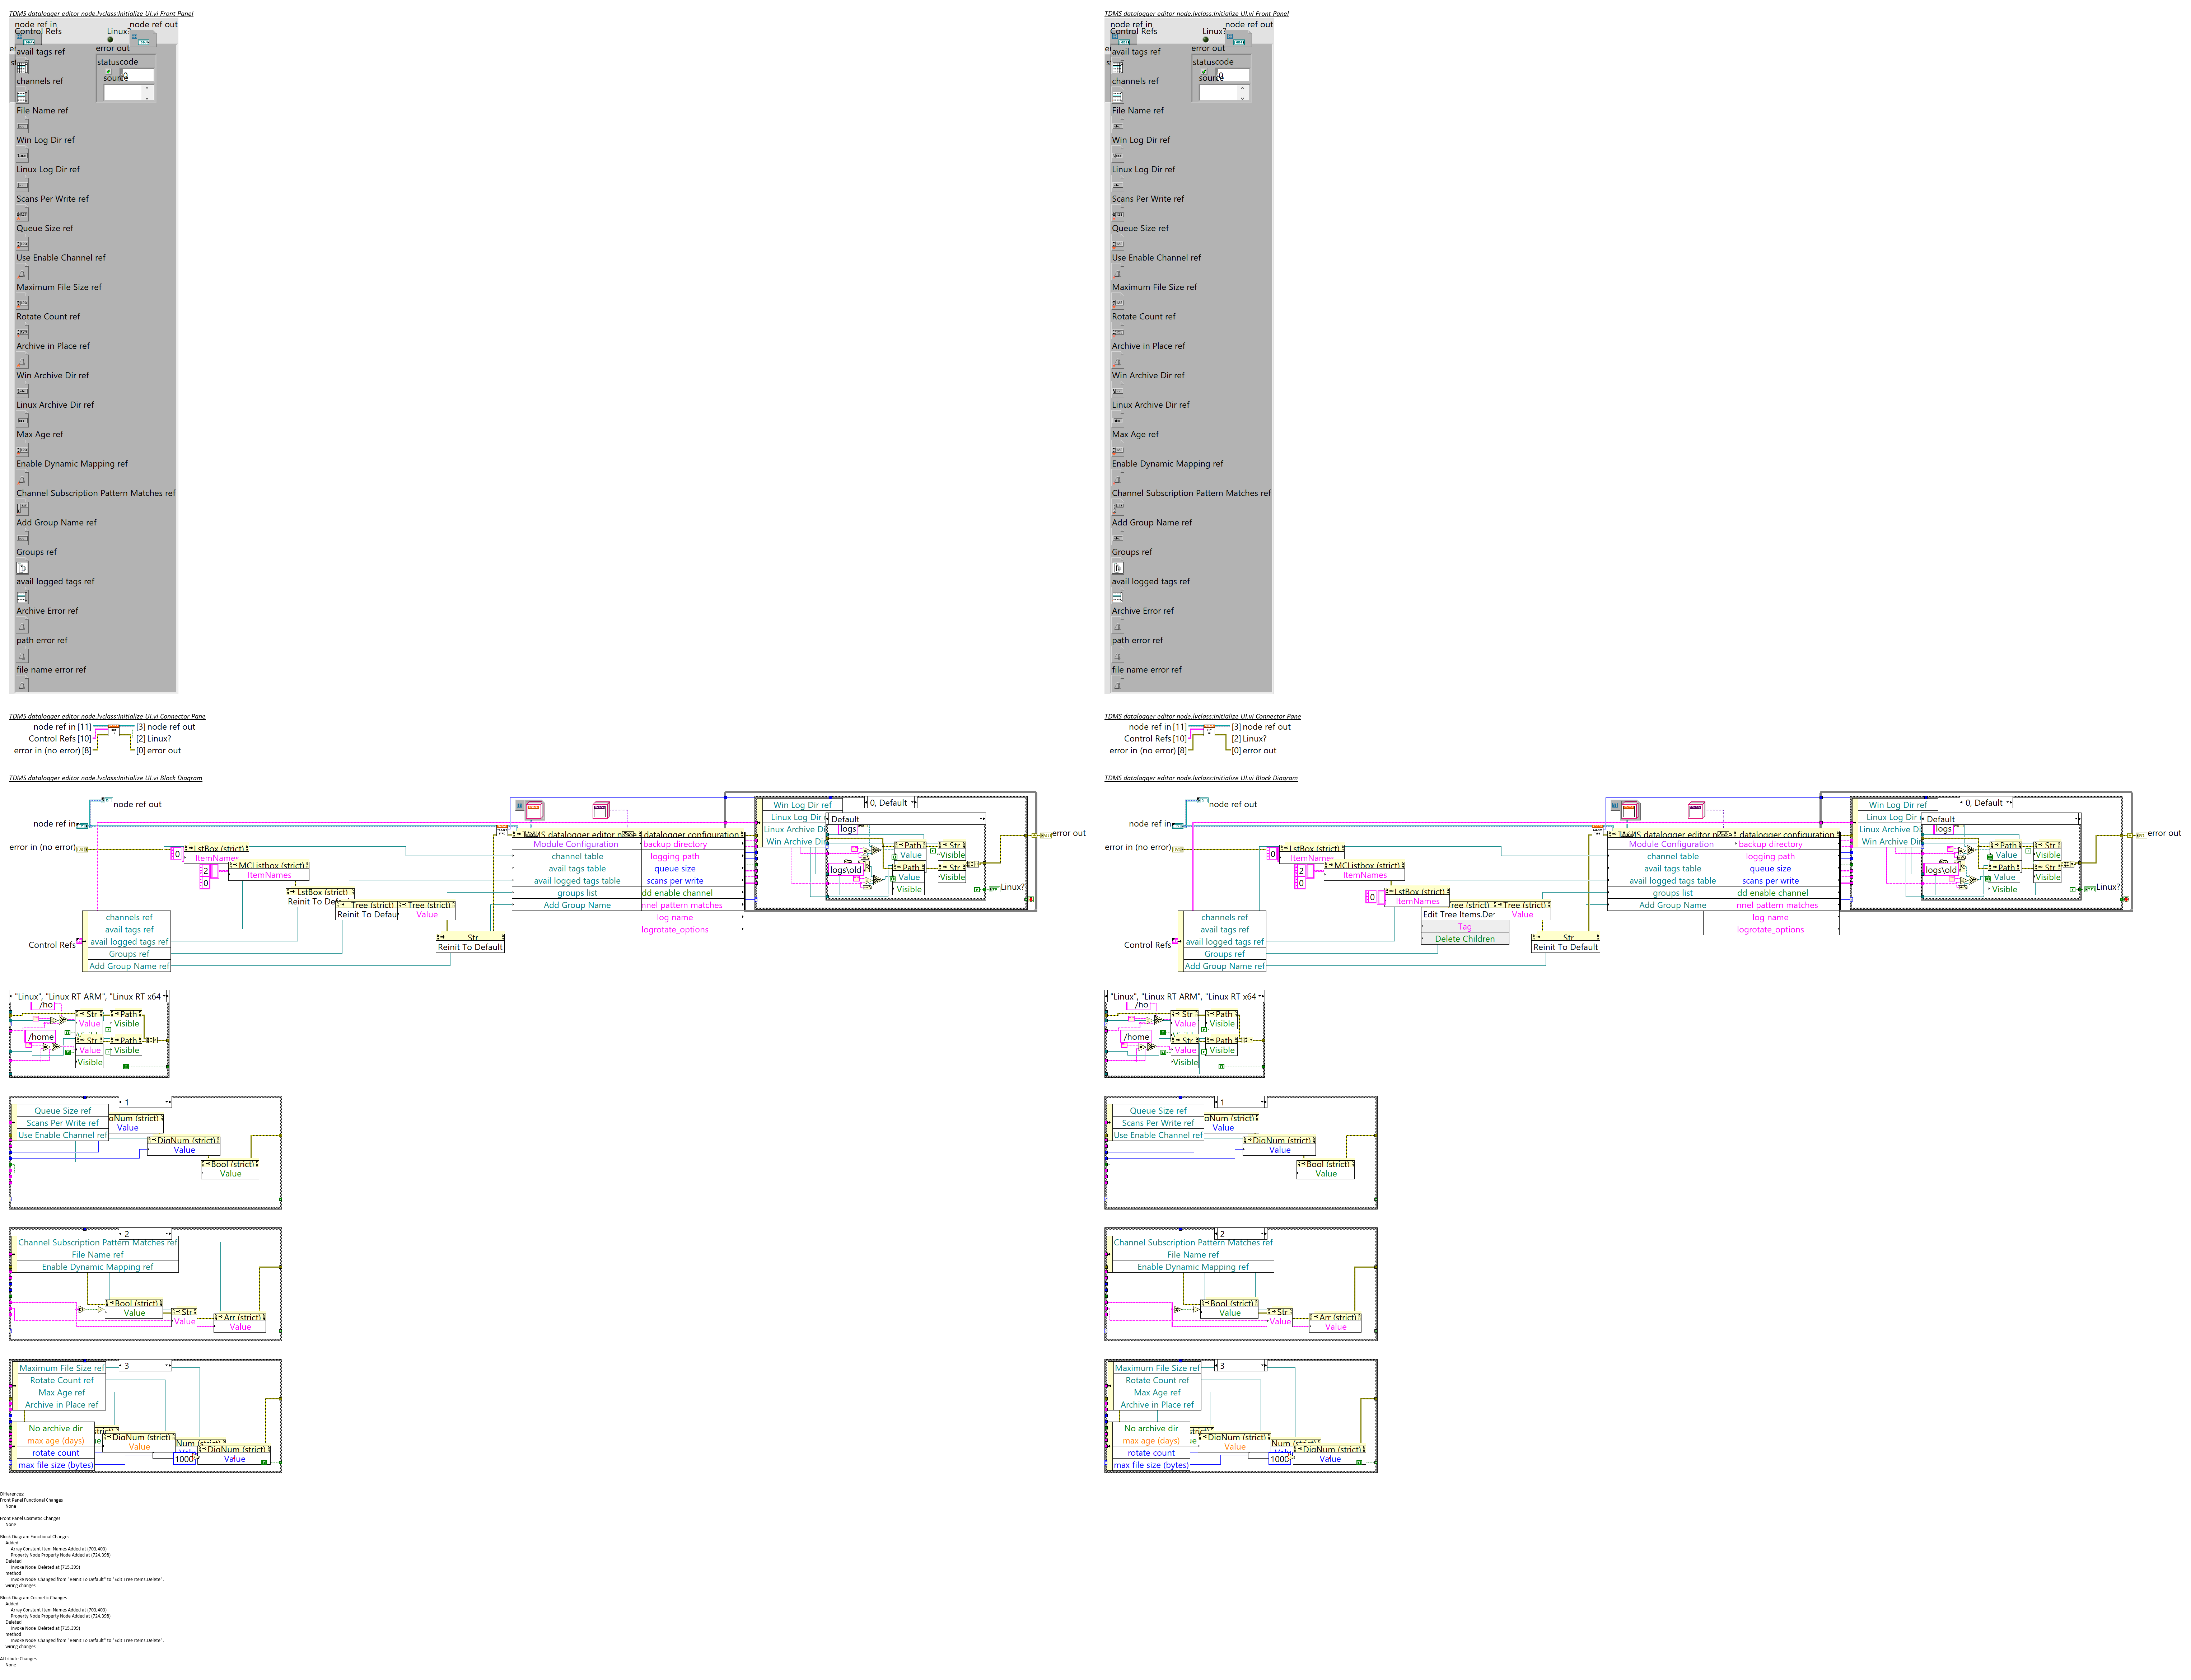 TDMS datalogger editor node.lvclass:Initialize UI.vi Front Panel
node ref in
node ref out
Control Refs
Linux?
avail tags ref
error out
status
code
0
source
channels ref
File Name ref
Win Log Dir ref
Linux Log Dir ref
Scans Per Write ref
Queue Size ref
Use Enable Channel ref
Maximum File Size ref
Rotate Count ref
Archive in Place ref
Win Archive Dir ref
Linux Archive Dir ref
Max Age ref
Enable Dynamic Mapping ref
Channel Subscription Pattern Matches ref
Add Group Name ref
Groups ref
avail logged tags ref
Archive Error ref
path error ref
file name error ref
TDMS datalogger editor node.lvclass:Initialize UI.vi Connector Pane
node ref in [11]
[3] node ref out
Control Refs [10]
[2] Linux?
error in (no error) [8]
[0] error out
TDMS datalogger editor node.lvclass:Initialize UI.vi Block Diagram
node ref out
node ref in
error in (no error)
0
LstBox (strict)
ItemNames
MCListbox (strict)
ItemNames
2
0
LstBox (strict)
Reinit To Def
Tree (strict)
Reinit To Defau
Tree (strict)
Value
Str
Reinit To Default
channels ref
avail tags ref
avail logged tags ref
Groups ref
Add Group Name ref
Control Refs
TDMS datalogger editor node
Module Configuration
channel table
avail tags table
avail logged tags table
groups list
Add Group Name
datalogger configuration
backup directory
logging path
queue size
scans per write
dd enable channel
nnel pattern matches
log name
logrotate_options
Win Log Dir ref
Linux Log Dir r
Linux Archive Di
Win Archive Dir
0, Default
Default
logs
logs\old
Path
Value
Str
Visible
Path
Value
Visible
Str
Visible
Linux?
error out
"Linux", "Linux RT ARM", "Linux RT x64
/ho
/home
Str
Value
Path
Visible
Str
Value
Visible
Path
Visible
1
Queue Size ref
Scans Per Write ref
Use Enable Channel ref
gNum (strict)
Value
DigNum (strict)
Value
Bool (strict)
Value
2
Channel Subscription Pattern Matches ref
File Name ref
Enable Dynamic Mapping ref
Bool (strict)
Value
Str
Value
Arr (strict)
Value
3
Maximum File Size ref
Rotate Count ref
Max Age ref
Archive in Place ref
No archive dir
max age (days)
rotate count
max file size (bytes)
DigNum (strict)
Value
Num (strict)
1000
DigNum (strict)
Value
TDMS datalogger editor node.lvclass:Initialize UI.vi Front Panel
node ref in
node ref out
Control Refs
Linux?
avail tags ref
error out
status
code
0
source
channels ref
File Name ref
Win Log Dir ref
Linux Log Dir ref
Scans Per Write ref
Queue Size ref
Use Enable Channel ref
Maximum File Size ref
Rotate Count ref
Archive in Place ref
Win Archive Dir ref
Linux Archive Dir ref
Max Age ref
Enable Dynamic Mapping ref
Channel Subscription Pattern Matches ref
Add Group Name ref
Groups ref
avail logged tags ref
Archive Error ref
path error ref
file name error ref
TDMS datalogger editor node.lvclass:Initialize UI.vi Connector Pane
node ref in [11]
[3] node ref out
Control Refs [10]
[2] Linux?
error in (no error) [8]
[0] error out
TDMS datalogger editor node.lvclass:Initialize UI.vi Block Diagram
node ref out
node ref in
error in (no error)
0
LstBox (strict)
ItemNames
MCListbox (strict)
ItemNames
2
0
0
LstBox (strict)
ItemNames
ree (strict)
Edit Tree Items.De
Tag
Delete Children
Tree (strict)
Value
Str
Reinit To Default
channels ref
avail tags ref
avail logged tags ref
Groups ref
Add Group Name ref
Control Refs
TDMS datalogger editor node
Module Configuration
channel table
avail tags table
avail logged tags table
groups list
Add Group Name
datalogger configuration
backup directory
logging path
queue size
scans per write
dd enable channel
nnel pattern matches
log name
logrotate_options
Win Log Dir ref
Linux Log Dir r
Linux Archive Di
Win Archive Dir
0, Default
Default
logs
logs\old
Path
Value
Str
Visible
Path
Value
Visible
Str
Visible
Linux?
error out
"Linux", "Linux RT ARM", "Linux RT x64
/ho
/home
Str
Value
Path
Visible
Str
Value
Visible
Path
Visible
1
Queue Size ref
Scans Per Write ref
Use Enable Channel ref
gNum (strict)
Value
DigNum (strict)
Value
Bool (strict)
Value
2
Channel Subscription Pattern Matches ref
File Name ref
Enable Dynamic Mapping ref
Bool (strict)
Value
Str
Value
Arr (strict)
Value
3
Maximum File Size ref
Rotate Count ref
Max Age ref
Archive in Place ref
No archive dir
max age (days)
rotate count
max file size (bytes)
DigNum (strict)
Value
Num (strict)
1000
DigNum (strict)
Value
Differences:
Front Panel Functional Changes
None
Front Panel Cosmetic Changes
None
Block Diagram Functional Changes
Added
Array Constant Item Names Added at (703,403)
Property Node Property Node Added at (724,398)
Deleted
Invoke Node Deleted at (715,399)
method
Invoke Node Changed from "Reinit To Default" to "Edit Tree Items.Delete".
wiring changes
Block Diagram Cosmetic Changes
Added
Array Constant Item Names Added at (703,403)
Property Node Property Node Added at (724,398)
Deleted
Invoke Node Deleted at (715,399)
method
Invoke Node Changed from "Reinit To Default" to "Edit Tree Items.Delete".
wiring changes
Attribute Changes
None